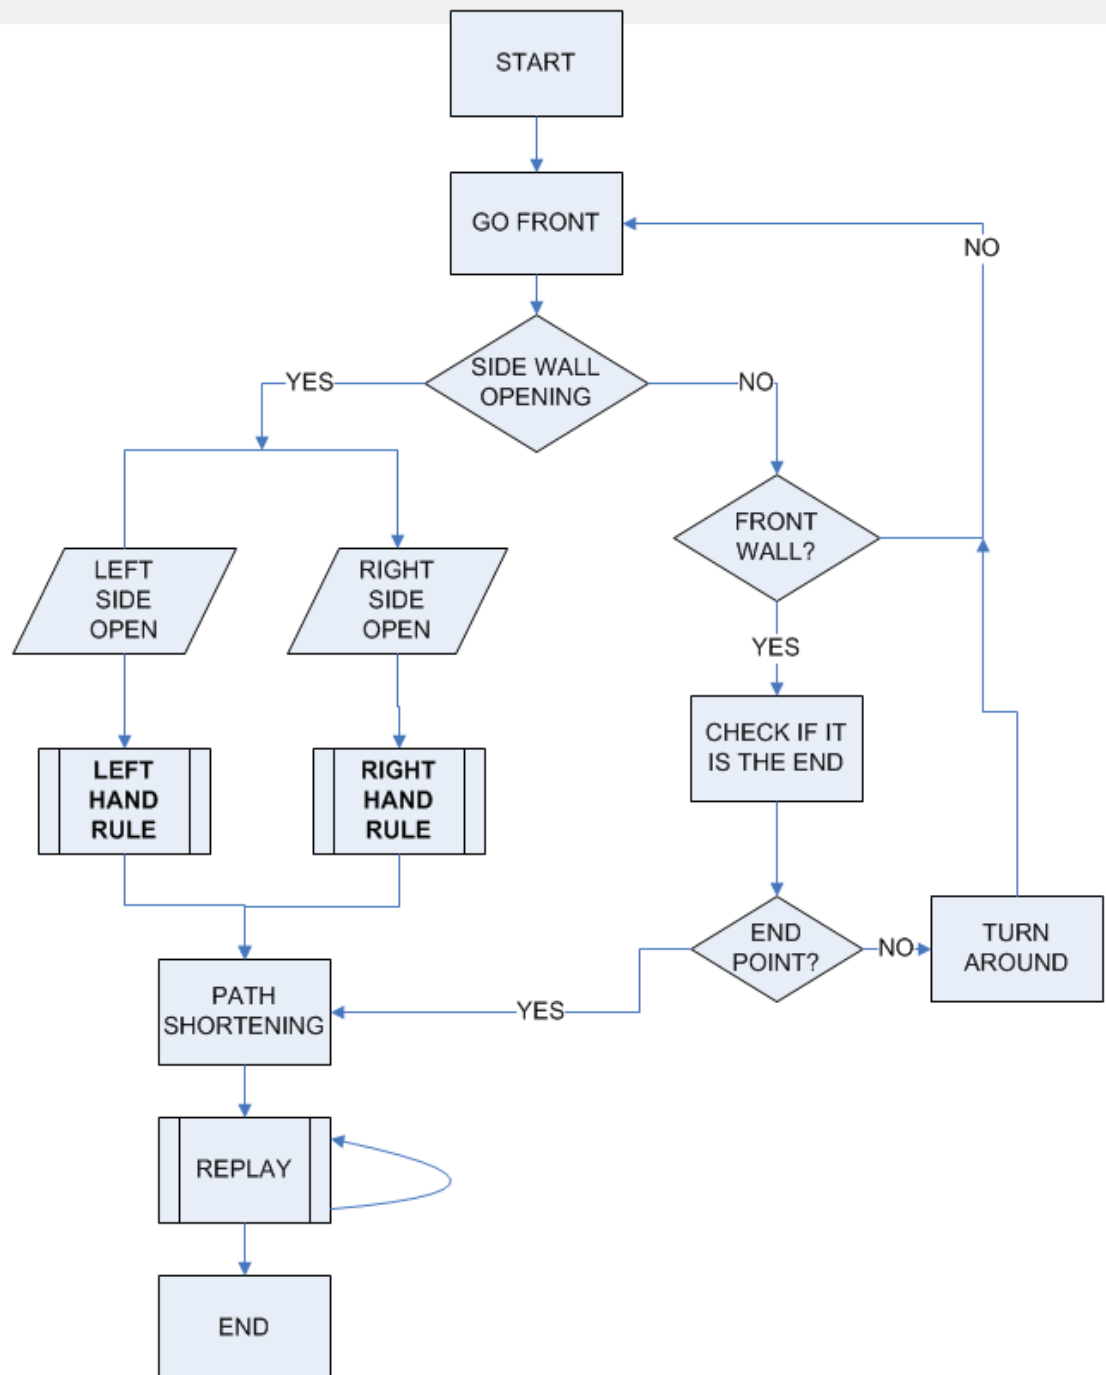 START
GO FRONT
NO
SIDE WALL
OPENING
YES
NO
FRONT
WALL?
LEFT
SIDE
OPEN
RIGHT
SIDE
OPEN
YES
CHECK IF IT
IS THE END
LEFT
HAND
RULE
RIGHT
HAND
RULE
END
POINT?
NO
TURN
AROUND
PATH
SHORTENING
YES
REPLAY
END